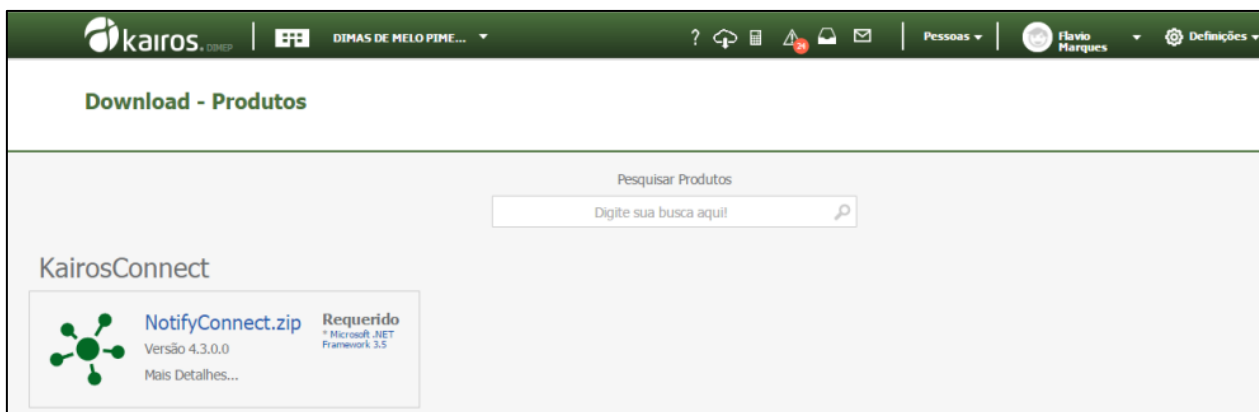 kairos. DIMEP
DIMAS DE MELO PIME...
?
24
Pessoas
Flavio
Marques
Definições
Download - Produtos
Pesquisar Produtos
Digite sua busca aqui!
KairosConnect
NotifyConnect.zip
Versão 4.3.0.0
Mais Detalhes...
Requerido
* Microsoft .NET
Framework 3.5